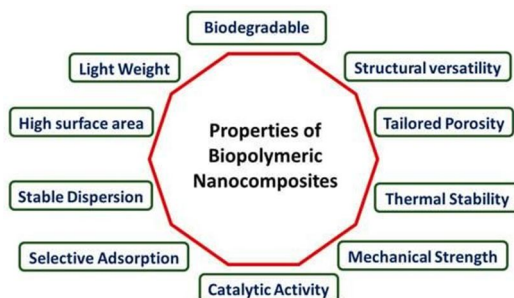 Biodegradable
Light Weight
Structural versatility
High surface area
Properties of
Biopolymeric
Nanocomposites
Tailored Porosity
Stable Dispersion
Thermal Stability
Selective Adsorption
Mechanical Strength
Catalytic Activity